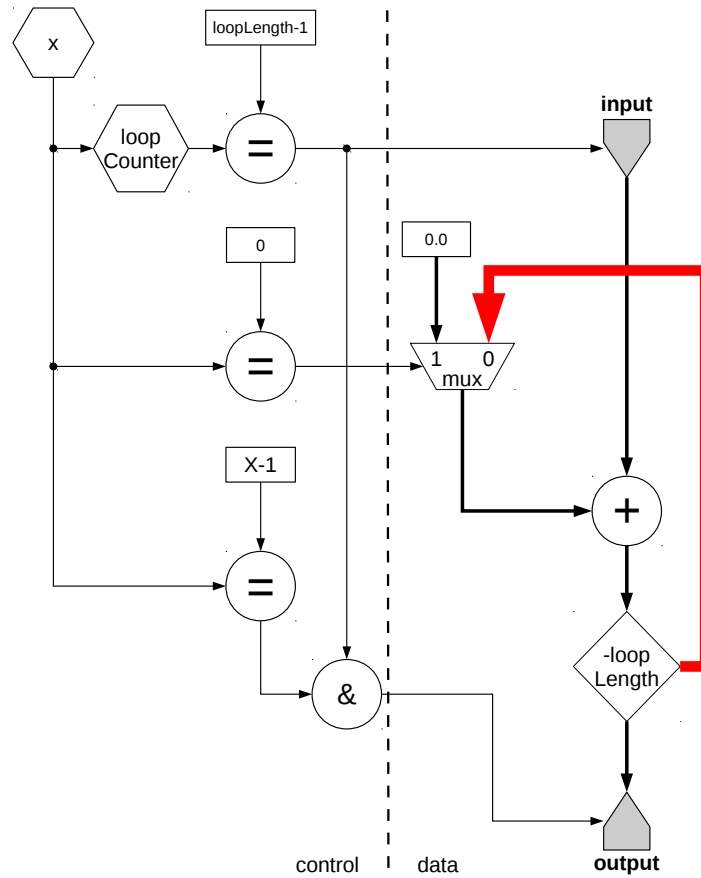 x
loopLength-1
input
loop
Counter
=
0
0.0
=
1 0
mux
X-1
+
=
-loop
Length
&
control
data
output